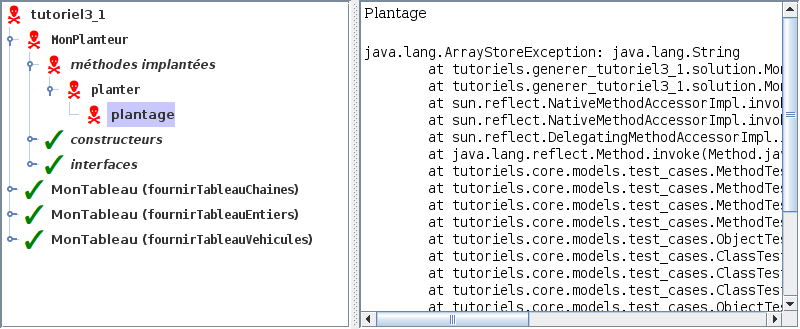 tutoriel3_1
MonPlanteur
méthodes implantées
planter
plantage
constructeurs
interfaces
MonTableau (fournirTableauChaines)
MonTableau (fournirTableauEntiers)
MonTableau (fournirTableauVehicules)
Plantage
java.lang.ArrayStoreException: java.lang.String
at tutoriels.generer_tutoriel3_1.solution.Mon
at tutoriels.generer_tutoriel3_1.solution.Mon
at sun.reflect.NativeMethodAccessorImpl.invok
at sun.reflect.NativeMethodAccessorImpl.invok
at sun.reflect.DelegatingMethodAccessorImpl.
at java.lang.reflect.Method.invoke(Method.jav
at tutoriels.core.models.test_cases.MethodTes
at tutoriels.core.models.test_cases.MethodTes
at tutoriels.core.models.test_cases.MethodTes
at tutoriels.core.models.test_cases.MethodTes
at tutoriels.core.models.test_cases.ObjectTes
at tutoriels.core.models.test_cases.ClassTest
at tutoriels.core.models.test_cases.ClassTest
at tutoriels.core.models.test_cases.ClassTest
at tutoriels.core.models.test_cases.ObjectTes